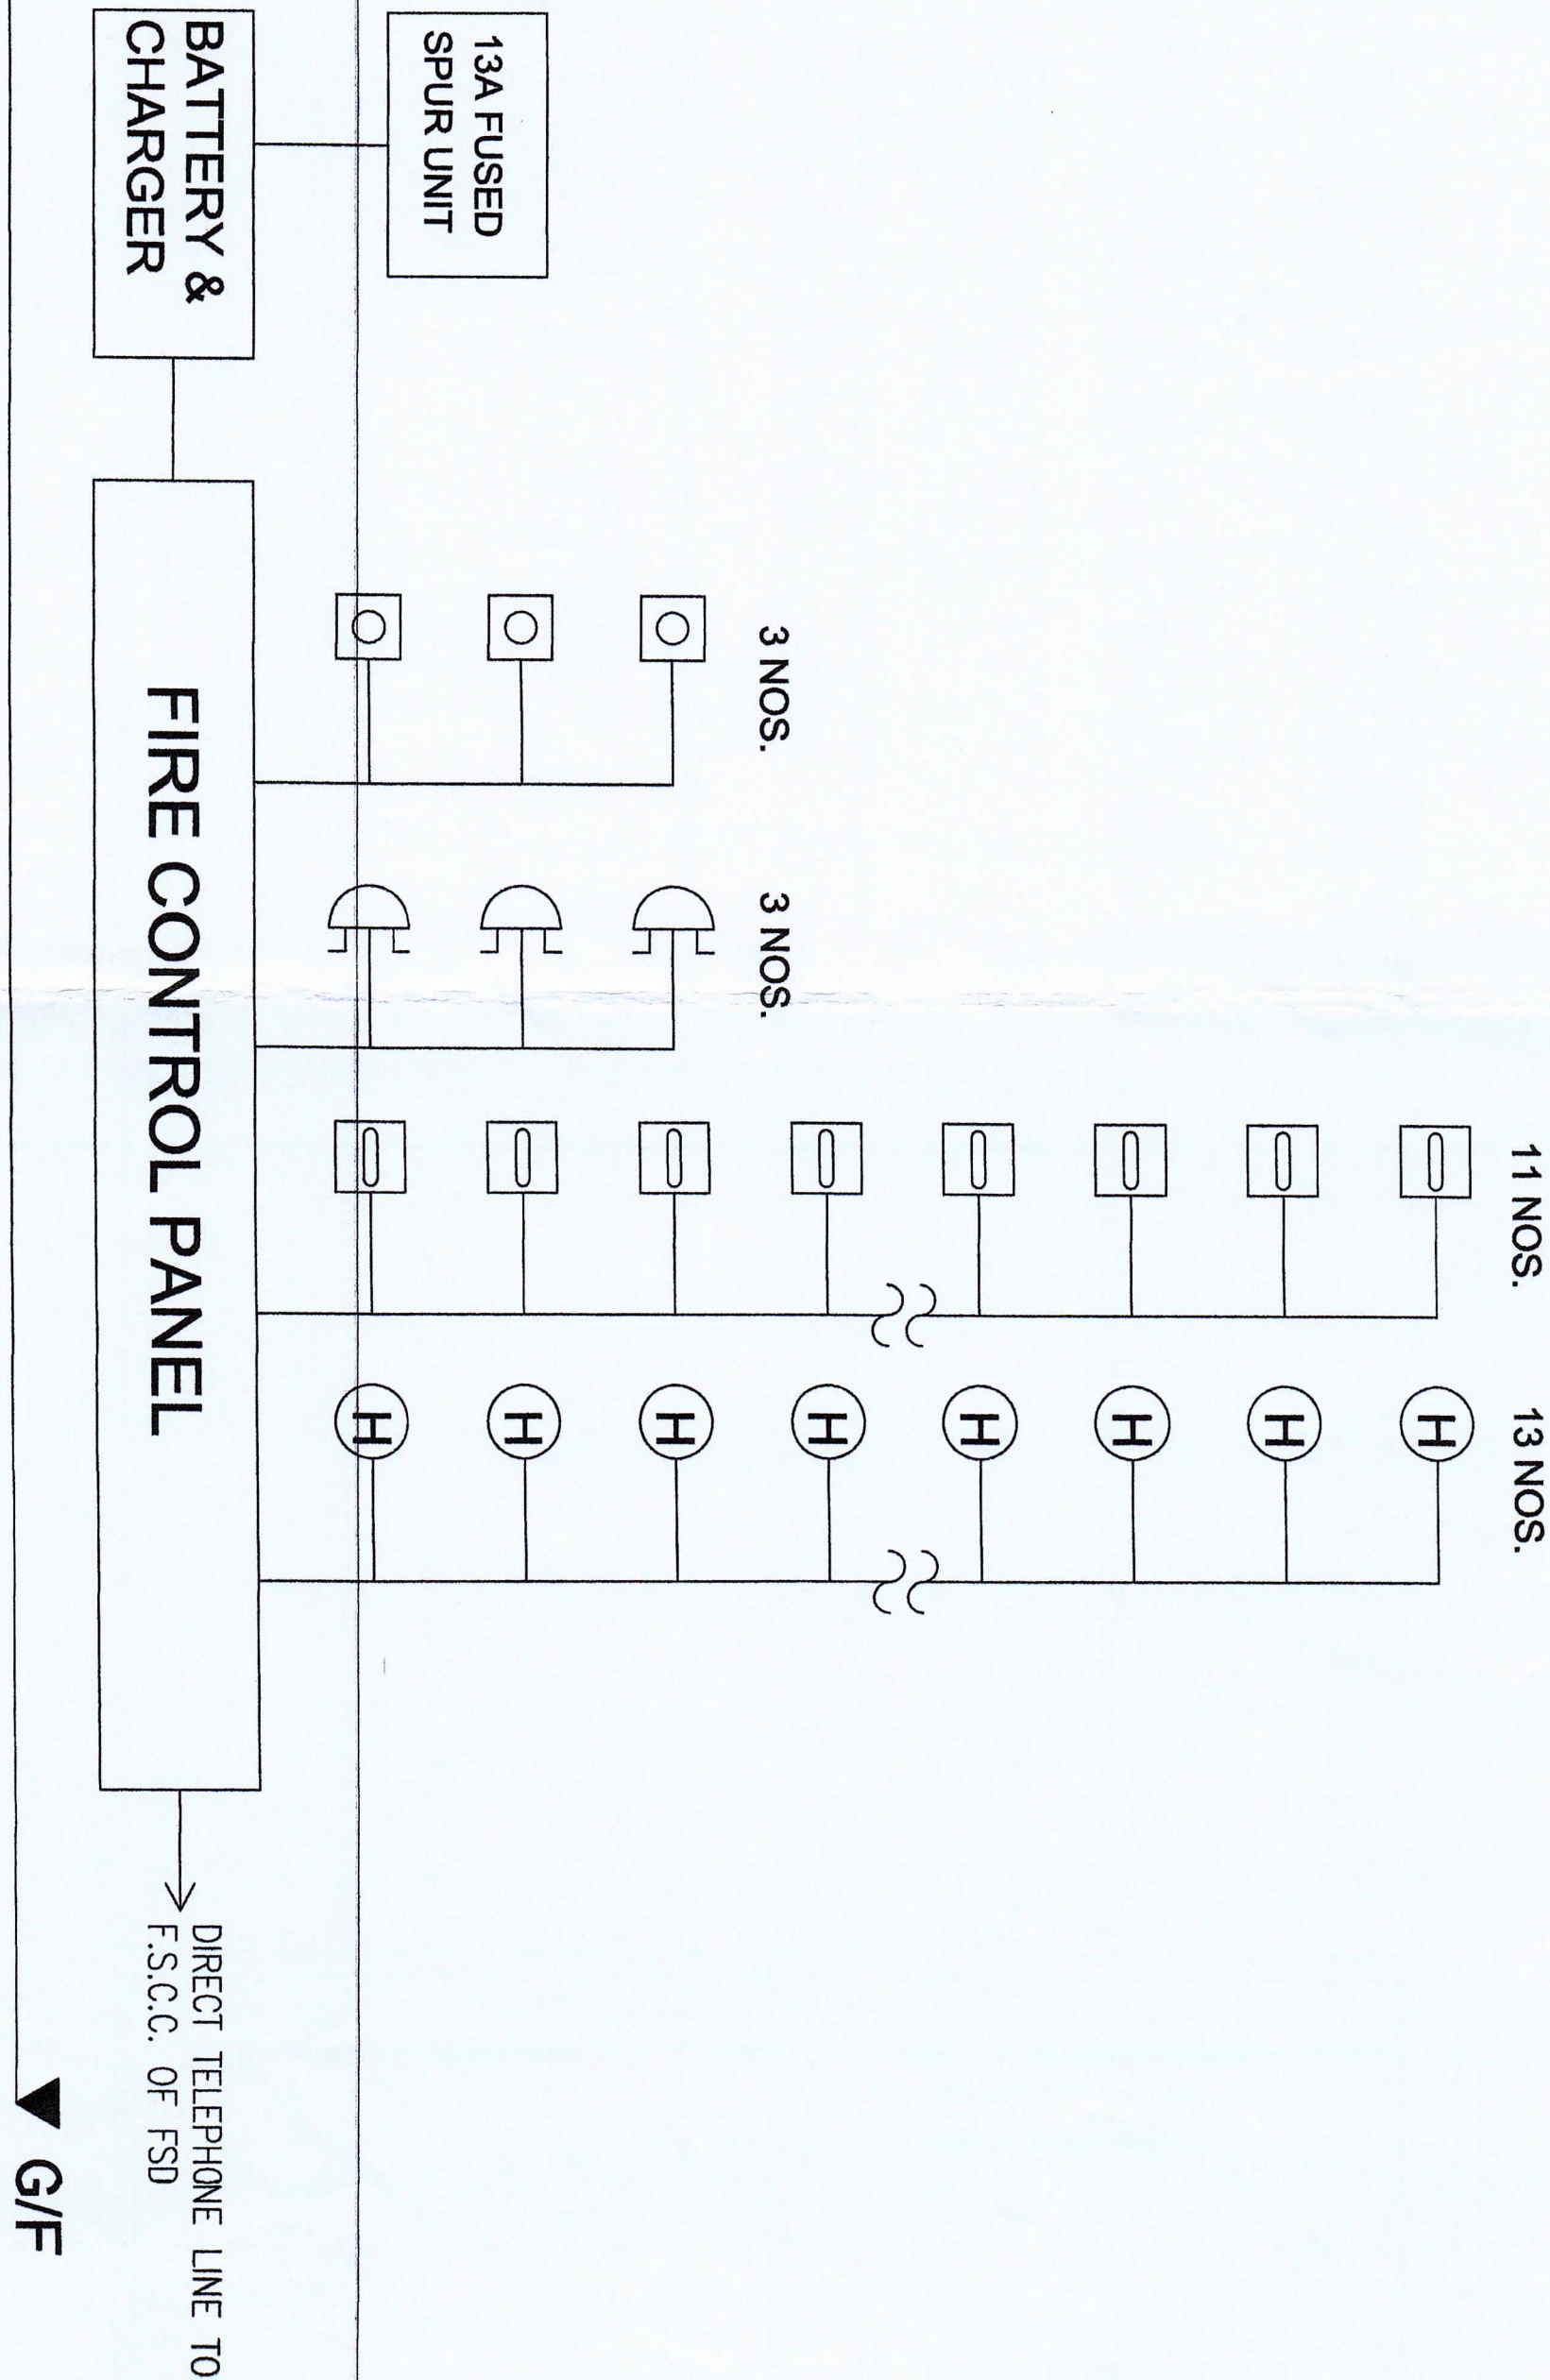 11 NOS.
13 NOS.
3 NOS.
3 NOS.
H
H
H
H
H
H
H
H
13A FUSED
SPUR UNIT
BATTERY &
CHARGER
FIRE CONTROL PANEL
DIRECT TELEPHONE LINE TO
F.S.C.C. OF FSD
G/F